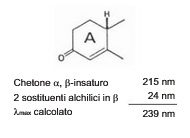 H
A
O
Chetone α, β-insaturo 215 nm
2 sostituenti alchilici in β 24 nm
λmax calcolato 239 nm